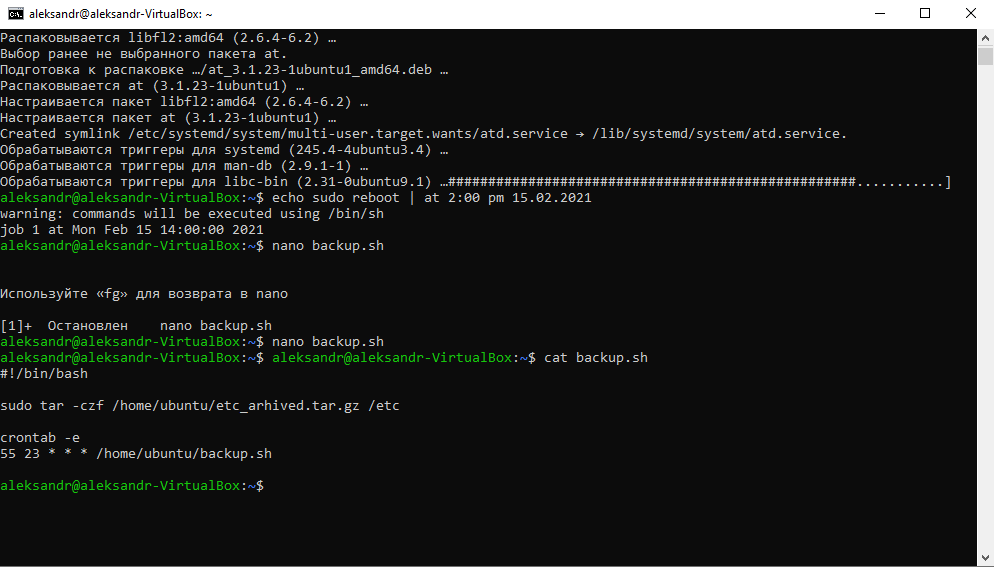 aleksandr@aleksandr-VirtualBox: ~
Распаковывается libfl2:amd64 (2.6.4-6.2) …
Выбор ранее не выбранного пакета at.
Подготовка к распаковке …/at_3.1.23-1ubuntu1_amd64.deb …
Распаковывается at (3.1.23-1ubuntu1) …
Настраивается пакет libfl2:amd64 (2.6.4-6.2) …
Настраивается пакет at (3.1.23-1ubuntu1) …
Created symlink /etc/systemd/system/multi-user.target.wants/atd.service → /lib/systemd/system/atd.service.
Обрабатываются триггеры для systemd (245.4-4ubuntu3.4) …
Обрабатываются триггеры для man-db (2.9.1-1) …
Обрабатываются триггеры для libc-bin (2.31-0ubuntu9.1) …###################################################...........]
aleksandr@aleksandr-VirtualBox:~$ echo sudo reboot | at 2:00 pm 15.02.2021
warning: commands will be executed using /bin/sh
job 1 at Mon Feb 15 14:00:00 2021
aleksandr@aleksandr-VirtualBox:~$ nano backup.sh
Используйте «fg» для возврата в nano
[1]+  Остановлен    nano backup.sh
aleksandr@aleksandr-VirtualBox:~$ nano backup.sh
aleksandr@aleksandr-VirtualBox:~$ aleksandr@aleksandr-VirtualBox:~$ cat backup.sh
#!/bin/bash
sudo tar -czf /home/ubuntu/etc_arhived.tar.gz /etc
crontab -e
55 23 * * * /home/ubuntu/backup.sh
aleksandr@aleksandr-VirtualBox:~$